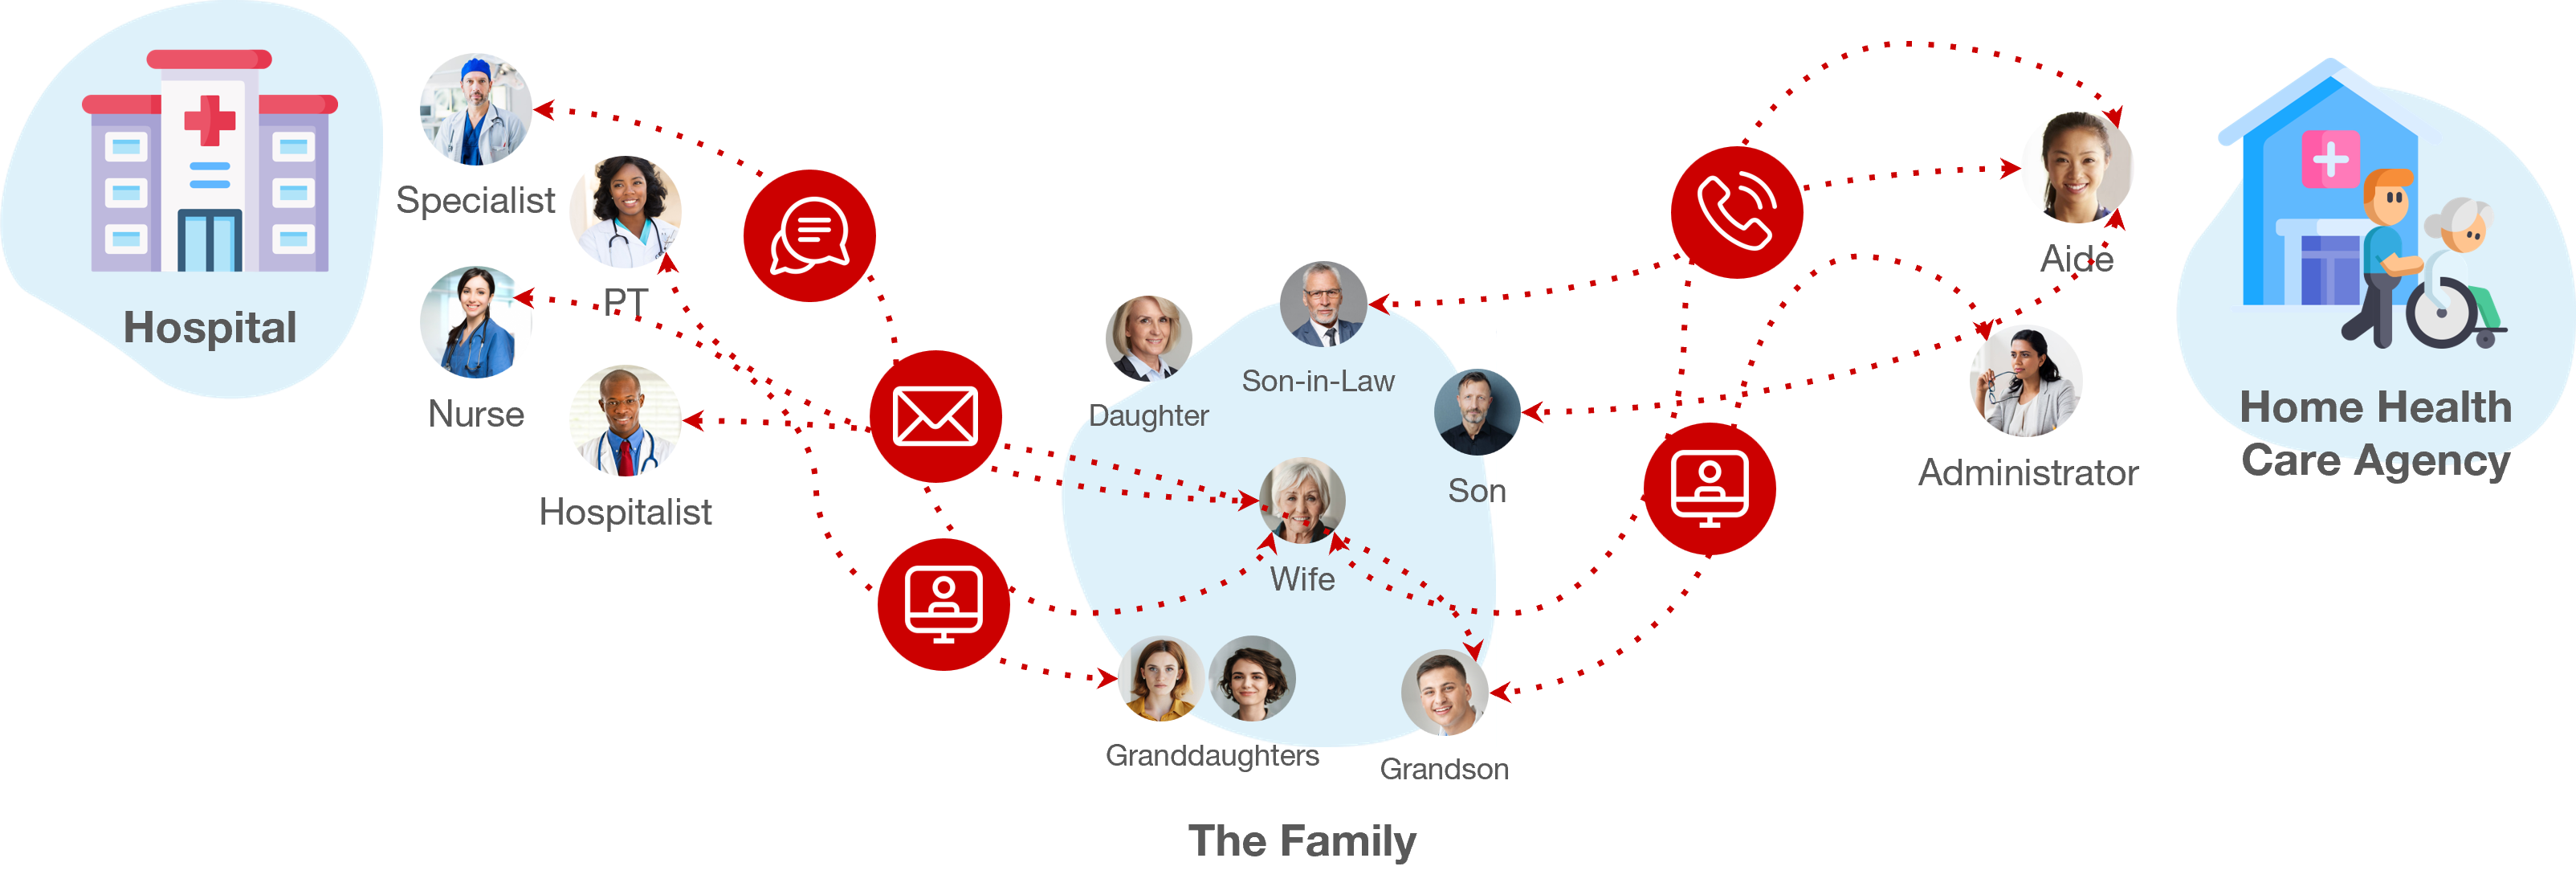 Hospital
Specialist
PT
Nurse
Hospitalist
Daughter
Son-in-Law
Son
Wife
Granddaughters
Grandson
The Family
Aide
Administrator
Home Health
Care Agency